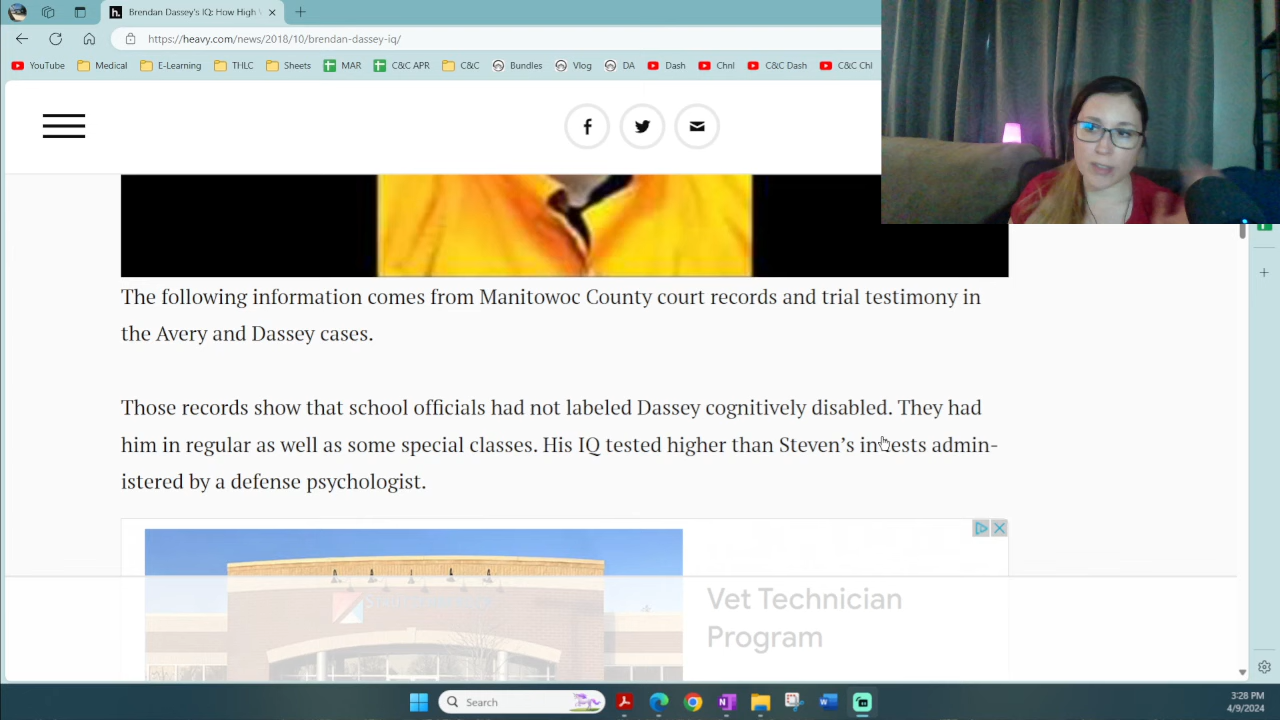 Brendan Dassey's IQ: How High
https://heavy.com/news/2018/10/brendan-dassey-iq/
YouTube Medical E-Learning THLC Sheets MAR C&C APR C&C Bundles Vlog DA Dash Chnl C&C Dash C&C Chl
The following information comes from Manitowoc County court records and trial testimony in
the Avery and Dassey cases.
Those records show that school officials had not labeled Dassey cognitively disabled. They had
him in regular as well as some special classes. His IQ tested higher than Steven's in tests admin-
istered by a defense psychologist.
Vet Technician
Program
Search
3:28 PM
4/9/2024